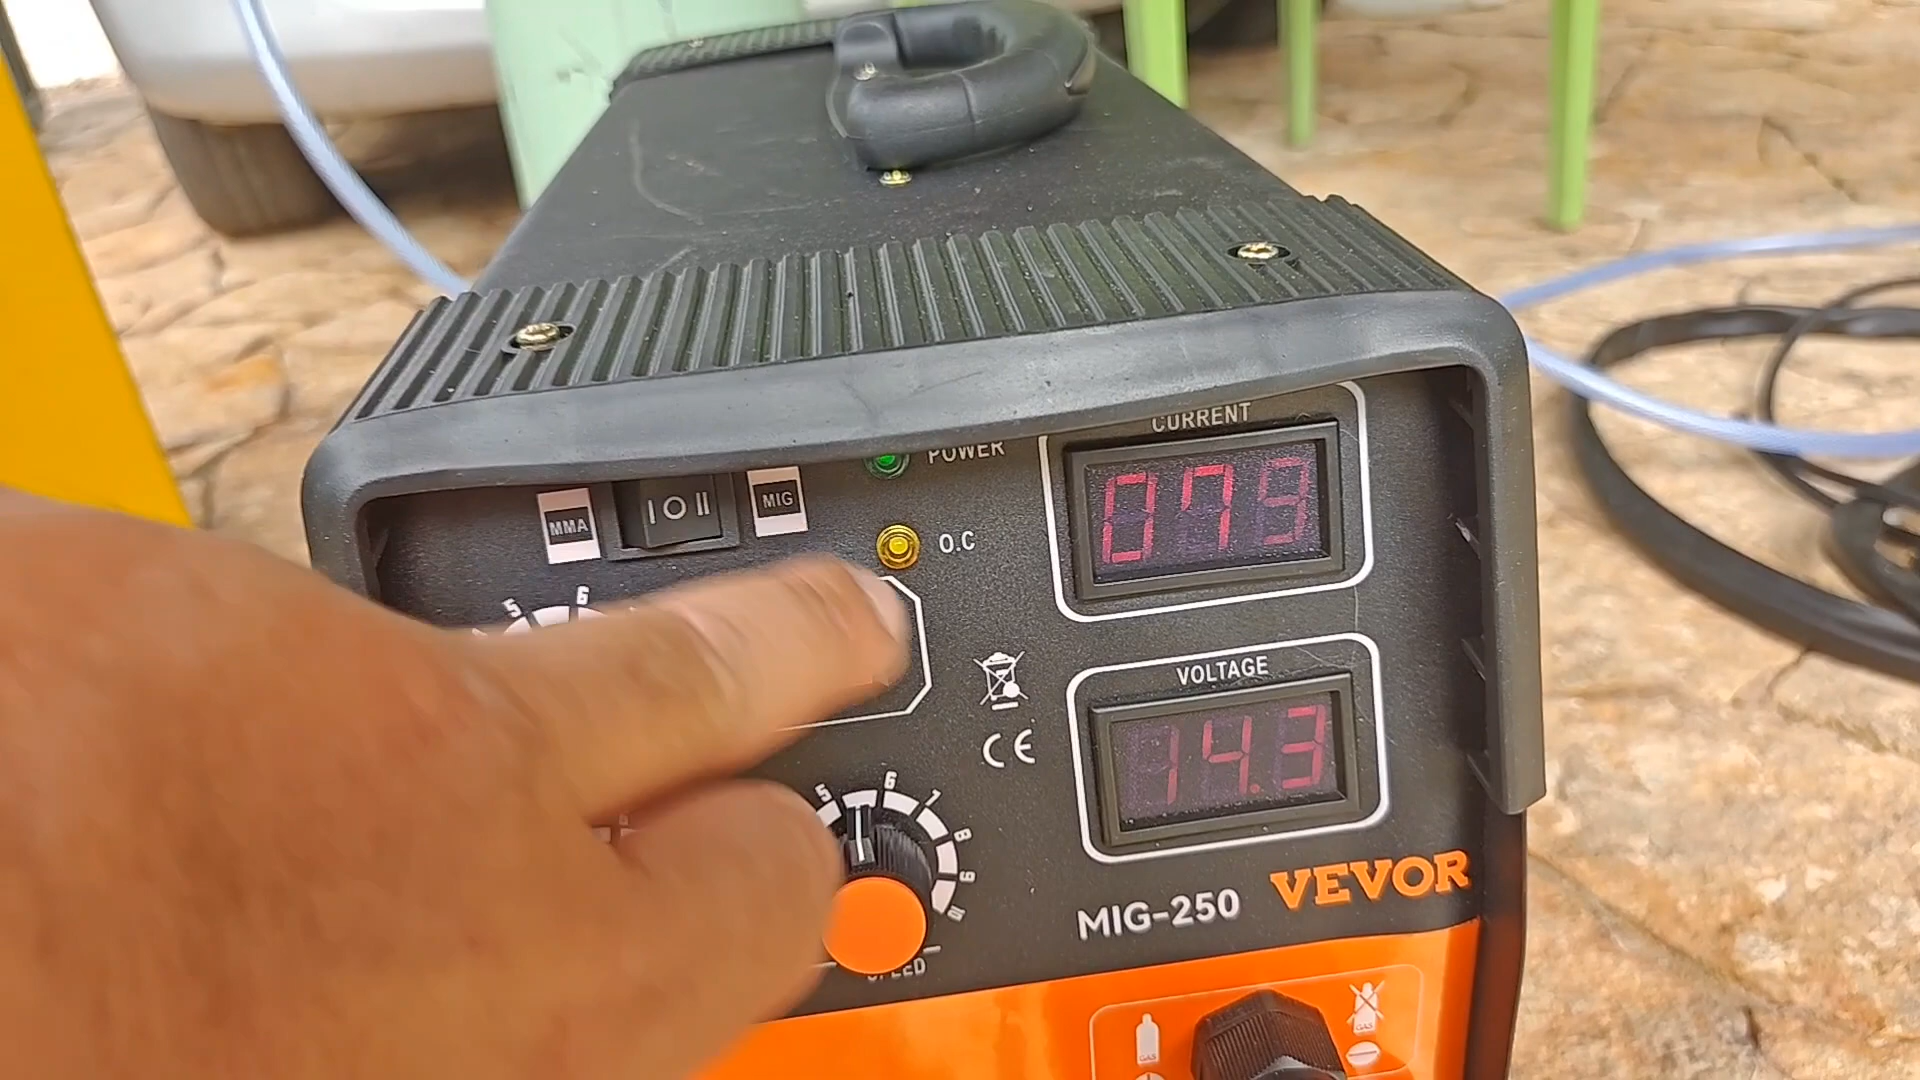 CURRENT
POWER
079
MMA
I O II
MIG
O.C
5 6
VOLTAGE
14.3
CE
5 6 7 8 9 10
VEVOR
MIG-250
SPEED
GAS
GAS